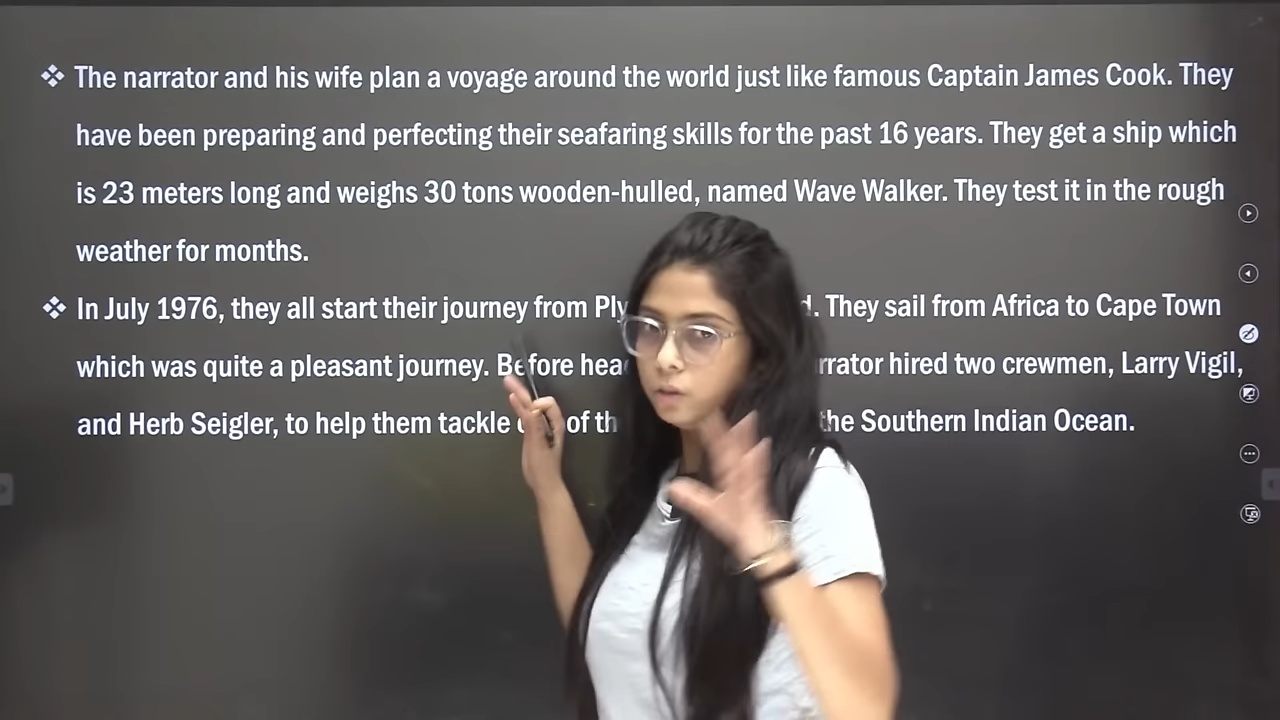 ❖ The narrator and his wife plan a voyage around the world just like famous Captain James Cook. They
have been preparing and perfecting their seafaring skills for the past 16 years. They get a ship which
is 23 meters long and weighs 30 tons wooden-hulled, named Wave Walker. They test it in the rough
weather for months.
❖ In July 1976, they all start their journey from . They sail from Africa to Cape Town
which was quite a pleasant journey. Before hired two crewmen, Larry Vigil,
and Herb Seigler, to help them tackle of the Southern Indian Ocean.